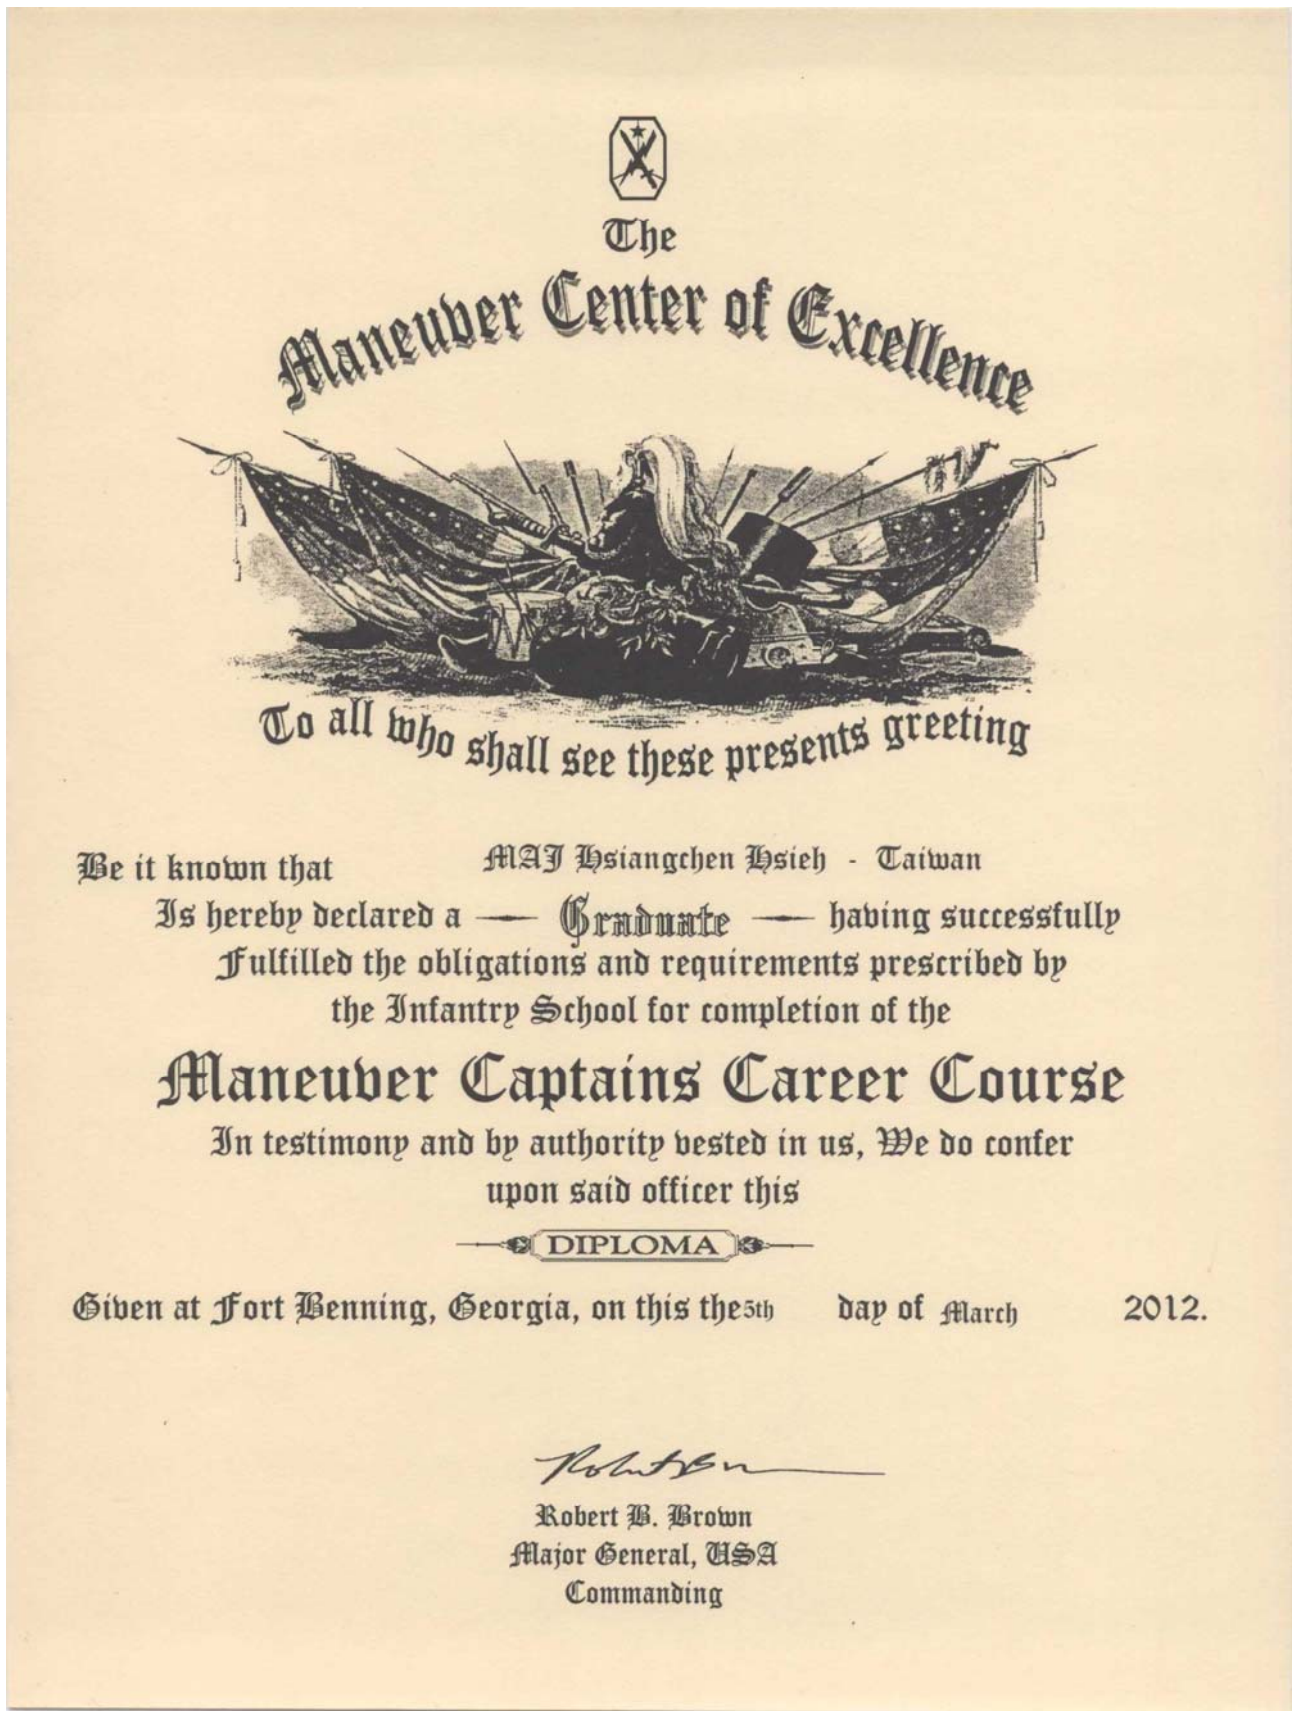 The
Maneuver Center of Excellence
To all who shall see these presents greeting
Be it known that MAJ Hsiangchen Hsieh - Taiwan
Is hereby declared a — Graduate — having successfully
Fulfilled the obligations and requirements prescribed by
the Infantry School for completion of the
Maneuver Captains Career Course
In testimony and by authority vested in us, We do confer
upon said officer this
DIPLOMA
Given at Fort Benning, Georgia, on this the 5th day of March 2012.
Robert B. Brown
Major General, USA
Commanding